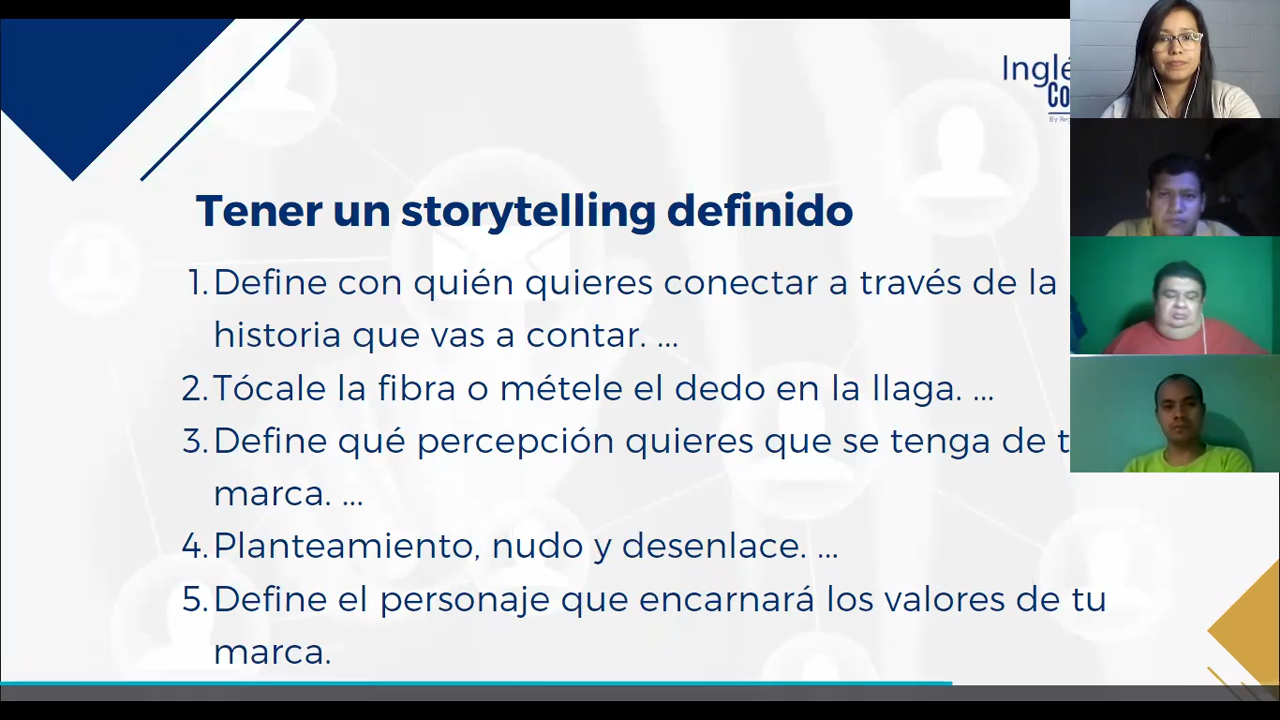 Inglé
Co
By Re
Tener un storytelling definido
1. Define con quién quieres conectar a través de la
historia que vas a contar. ...
2. Tócale la fibra o métele el dedo en la llaga. ...
3. Define qué percepción quieres que se tenga de t
marca. ...
4. Planteamiento, nudo y desenlace. ...
5. Define el personaje que encarnará los valores de tu
marca.